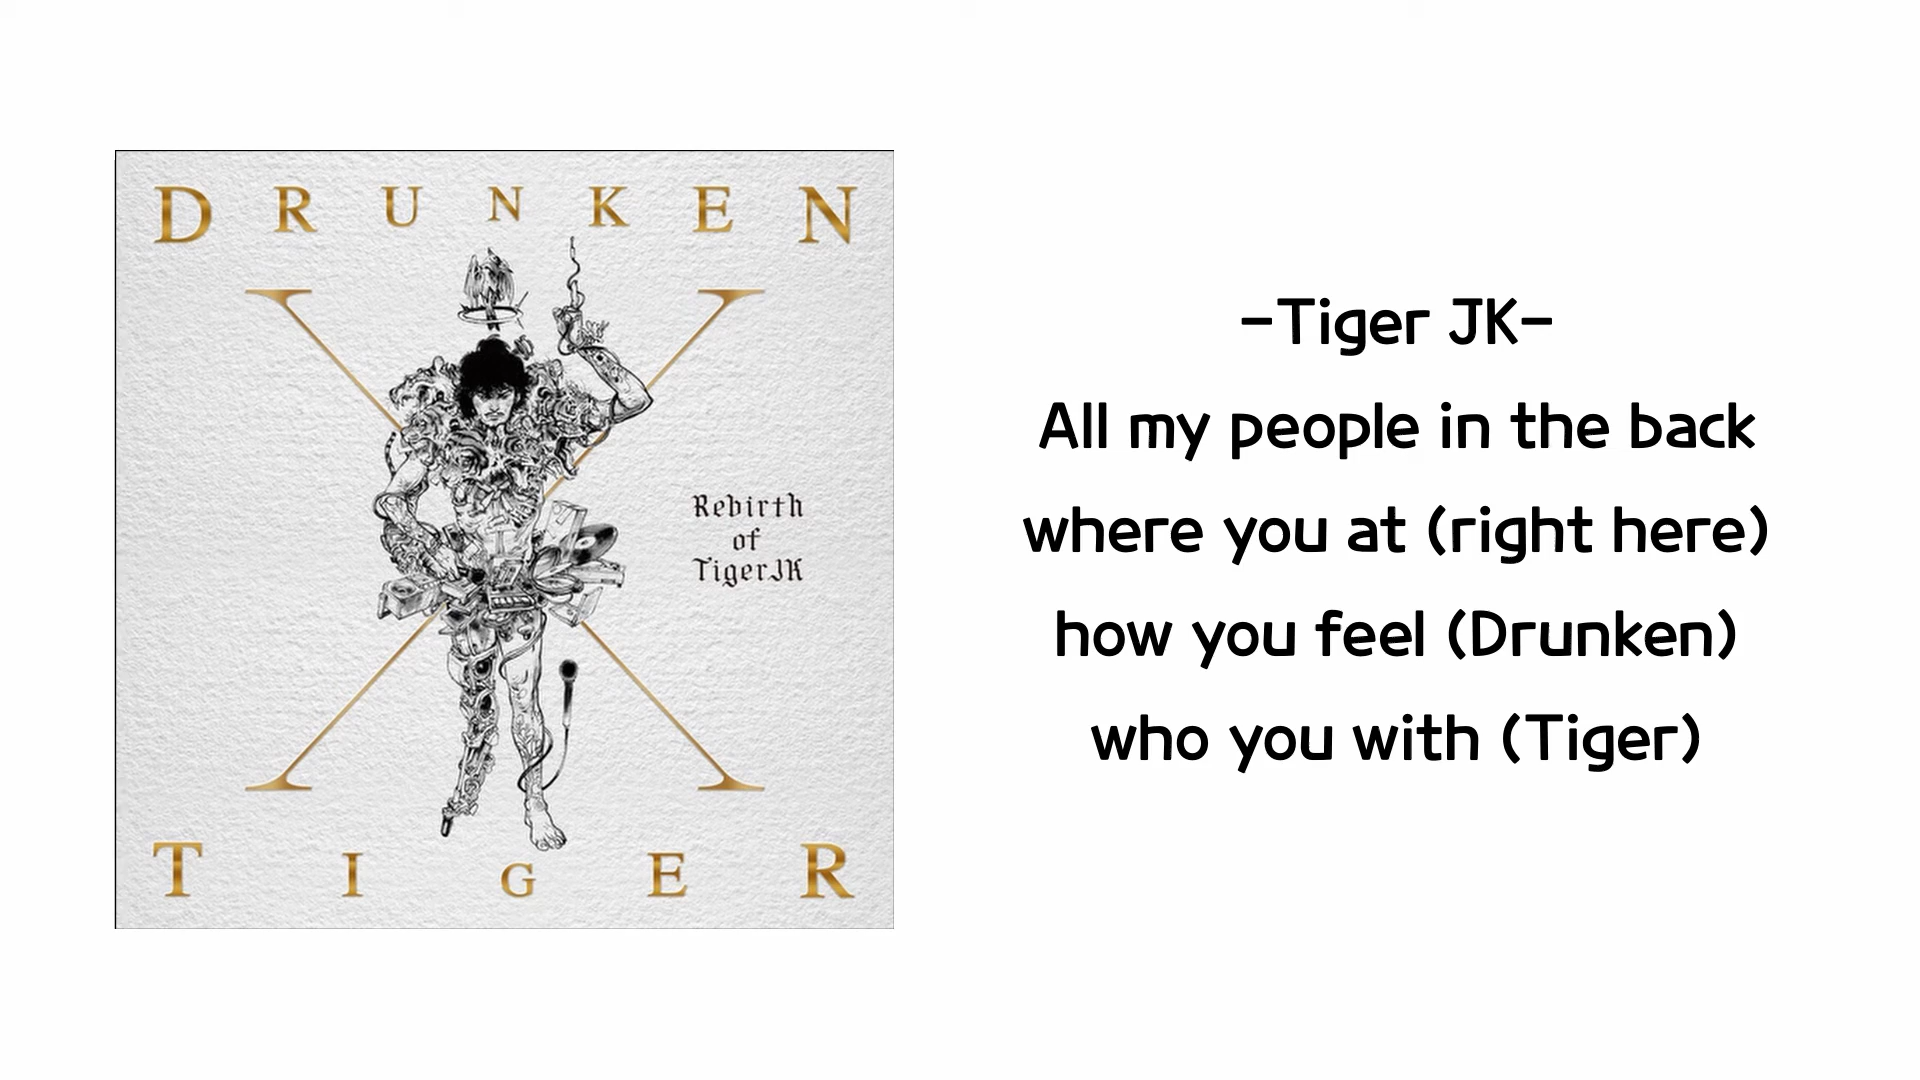 DRUNKEN
X
Rebirth
of
TigerJK
TIGER
-Tiger JK-
All my people in the back
where you at (right here)
how you feel (Drunken)
who you with (Tiger)